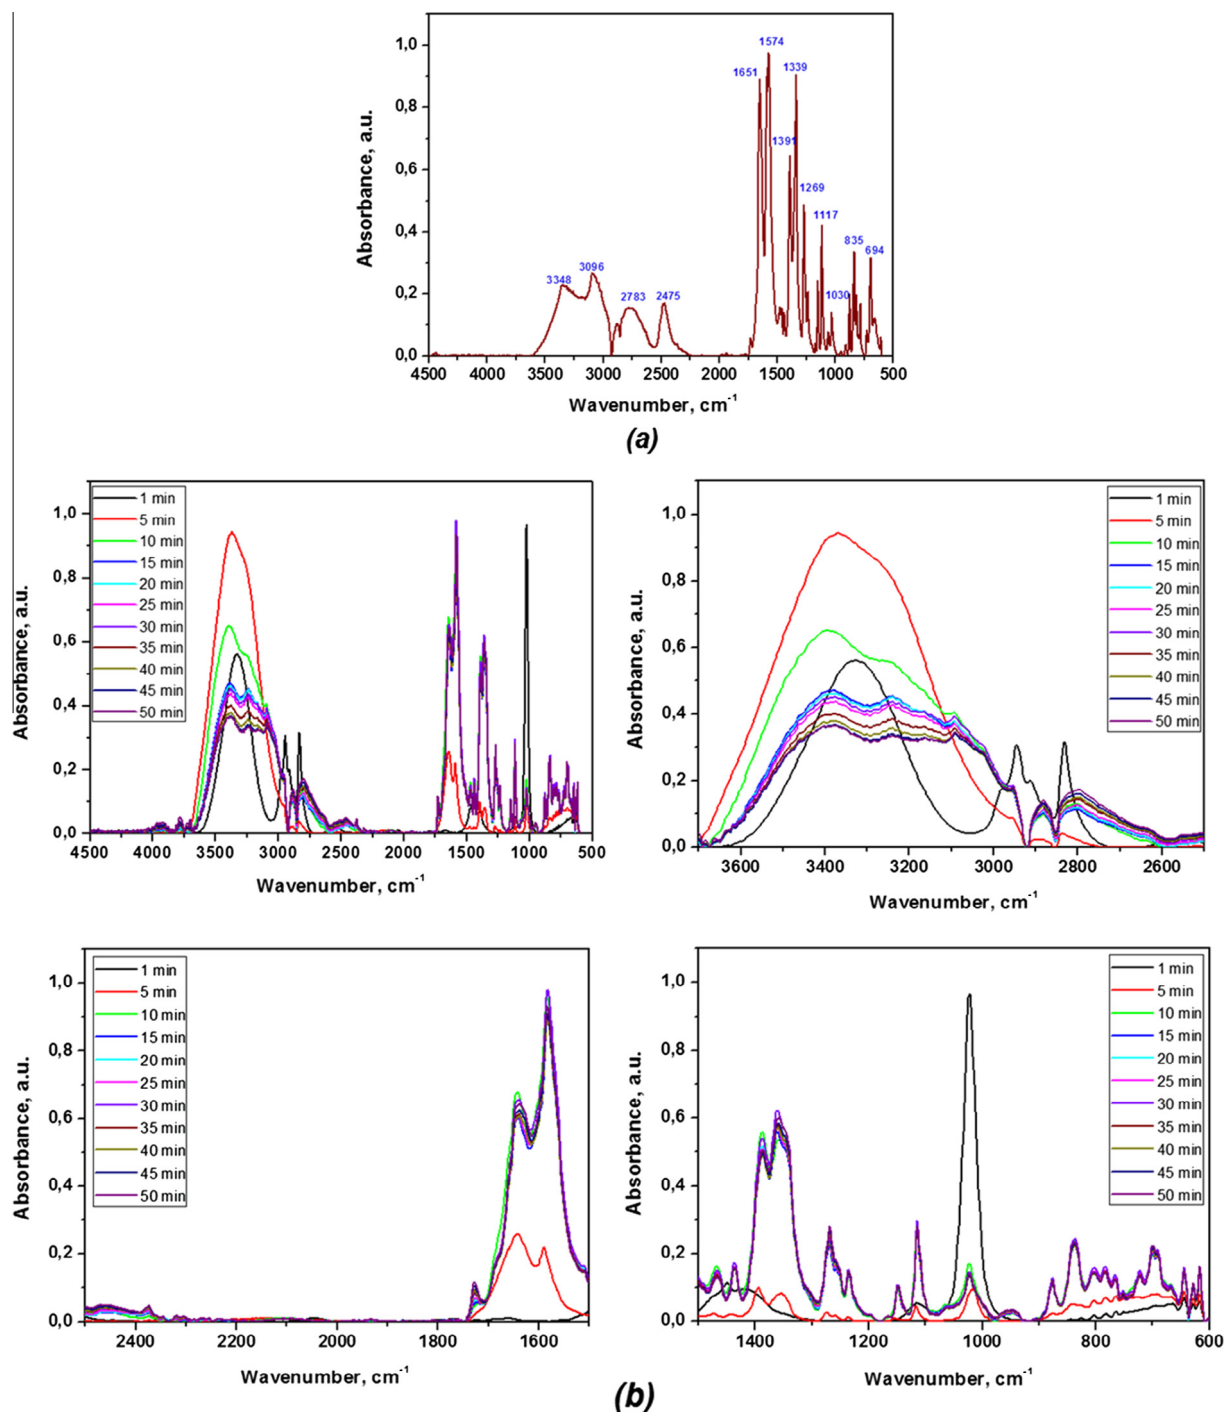 1574
1651
1339
1391
1269
1117
835
694
1030
3348
3096
2783
2475
1,0
0,8
0,6
0,4
0,2
0,0
Absorbance, a.u.
4500 4000 3500 3000 2500 2000 1500 1000 500
Wavenumber, cm-1
(a)
1 min
5 min
10 min
15 min
20 min
25 min
30 min
35 min
40 min
45 min
50 min
1,0
0,8
0,6
0,4
0,2
0,0
Absorbance, a.u.
4500 4000 3500 3000 2500 2000 1500 1000 500
Wavenumber, cm-1
1 min
5 min
10 min
15 min
20 min
25 min
30 min
35 min
40 min
45 min
50 min
1,0
0,8
0,6
0,4
0,2
0,0
Absorbance, a.u.
3600 3400 3200 3000 2800 2600
Wavenumber, cm-1
1 min
5 min
10 min
15 min
20 min
25 min
30 min
35 min
40 min
45 min
50 min
1,0
0,8
0,6
0,4
0,2
0,0
Absorbance, a.u.
2400 2200 2000 1800 1600
Wavenumber, cm-1
1 min
5 min
10 min
15 min
20 min
25 min
30 min
35 min
40 min
45 min
50 min
1,0
0,8
0,6
0,4
0,2
0,0
Absorbance, a.u.
1400 1200 1000 800 600
Wavenumber, cm-1
(b)